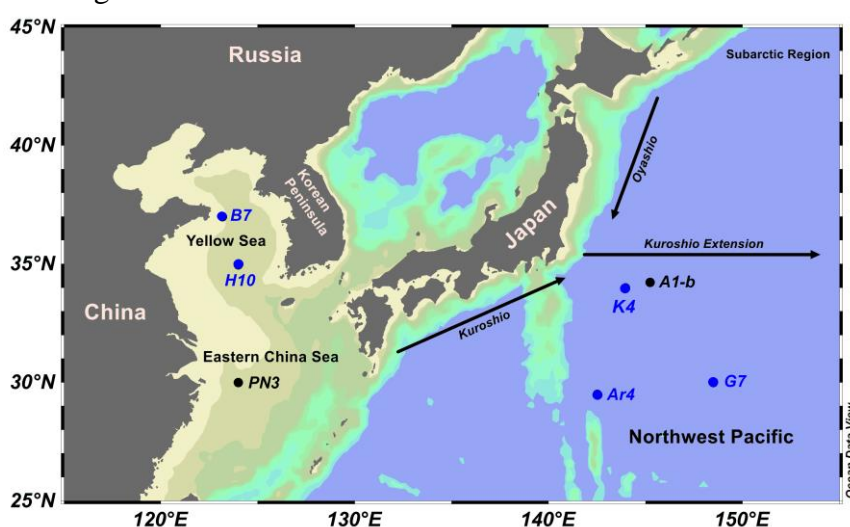 45°N
40°N
35°N
30°N
25°N
120°E
130°E
140°E
150°E
Russia
Subarctic Region
Oyashio
Korean
Peninsula
Japan
B7
Yellow Sea
H10
Kuroshio Extension
A1-b
K4
China
Kuroshio
Eastern China Sea
PN3
Ar4
G7
Northwest Pacific
Ocean Data View